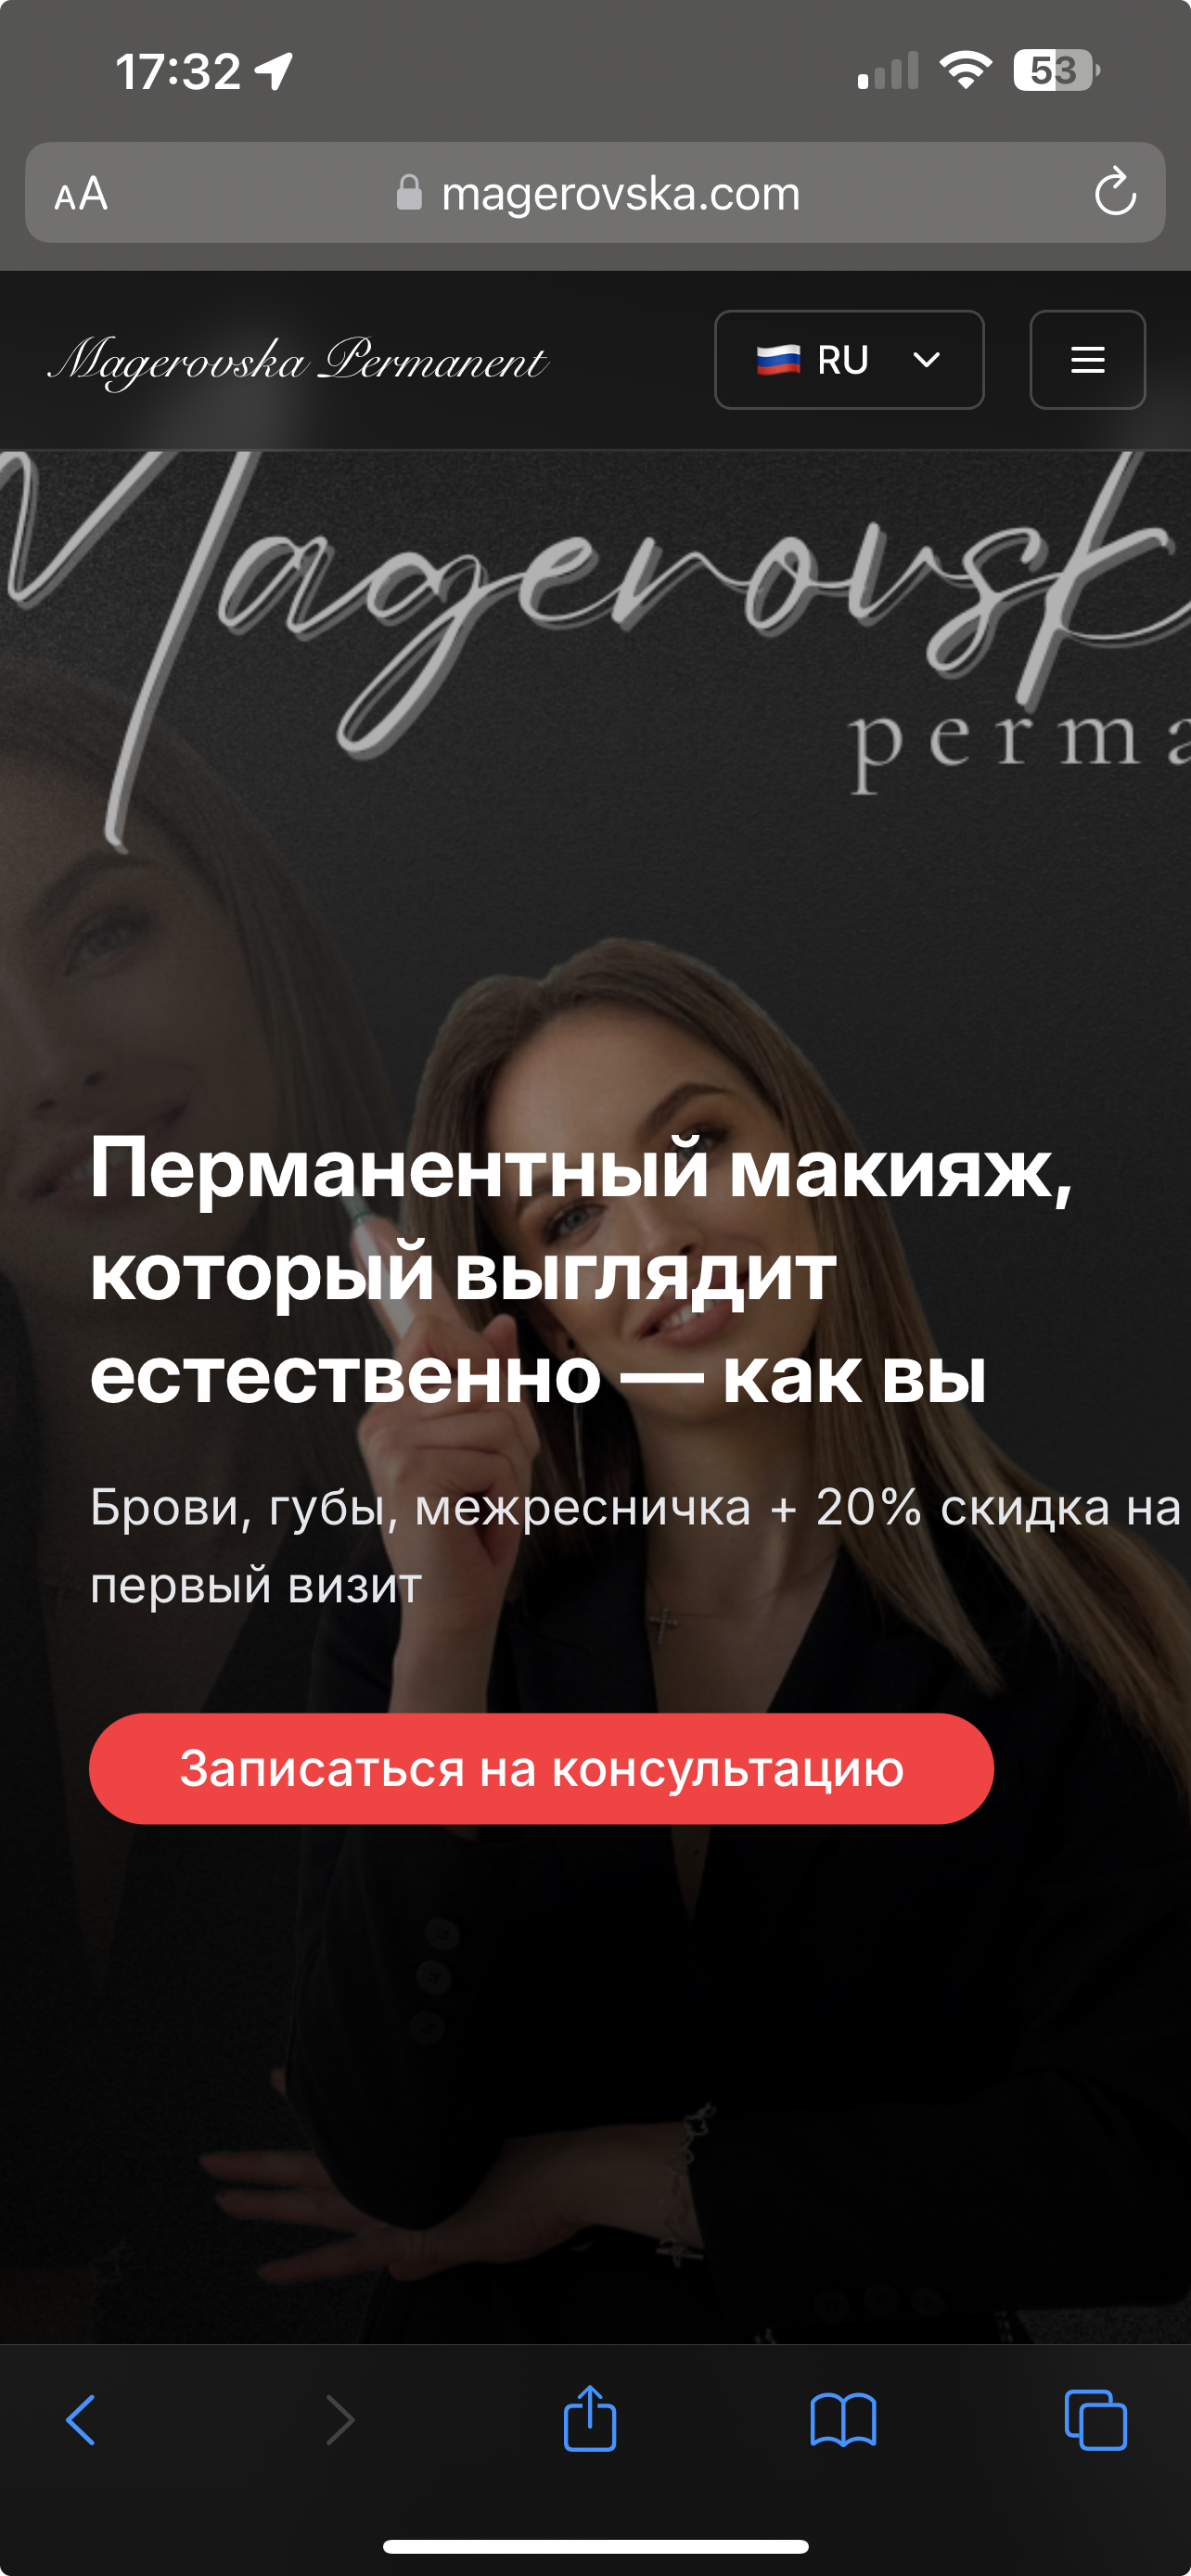 17:32
53
AA
magerovska.com
Magerovska Permanent
🇷🇺 RU
Magerovsk
perma
Перманентный макияж,
который выглядит
естественно — как вы
Брови, губы, межресничка + 20% скидка на
первый визит
Записаться на консультацию